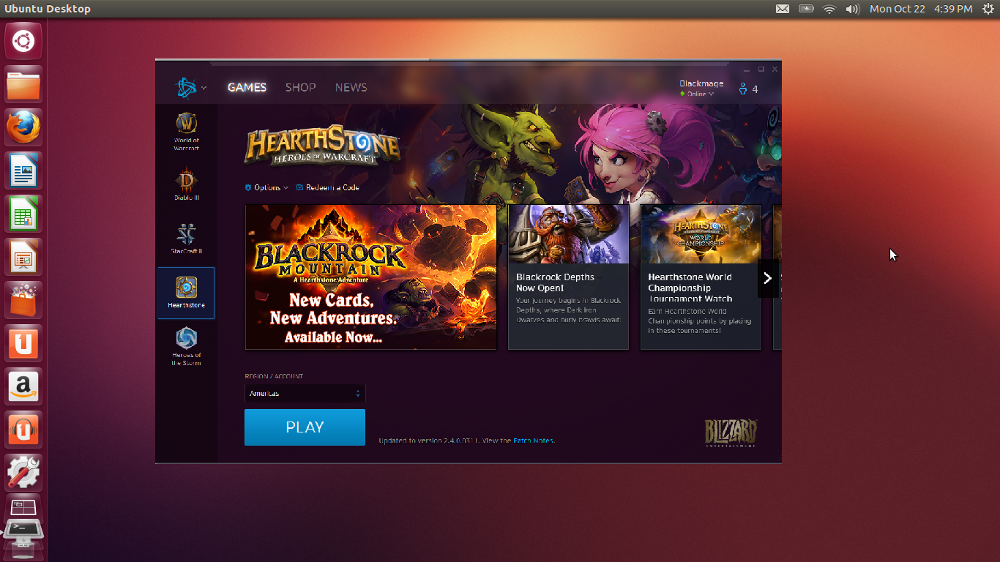 Ubuntu Desktop
Mon Oct 22 4:39 PM
GAMES SHOP NEWS
Blackmage
Online
4
World of
Warcraft
Diablo III
StarCraft II
Hearthstone
Heroes of
the Storm
HEARTHSTONE
HEROES OF WARCRAFT
Options Redeem a Code
BLACKROCK
MOUNTAIN
A Hearthstone Adventure
New Cards,
New Adventures.
Available Now...
Blackrock Depths –
Now Open!
Your journey begins in Blackrock
Depths, where Dark Iron
Dwarves and burly brawls await!
HEARTHSTONE
WORLD
CHAMPIONSHIP
Hearthstone World
Championship
Tournament Watch
Earn Hearthstone World
Championship points by placing
in these tournaments!
REGION / ACCOUNT
Americas
PLAY
Updated to version 2.4.0.8311. View the Patch Notes.
BLIZZARD
ENTERTAINMENT